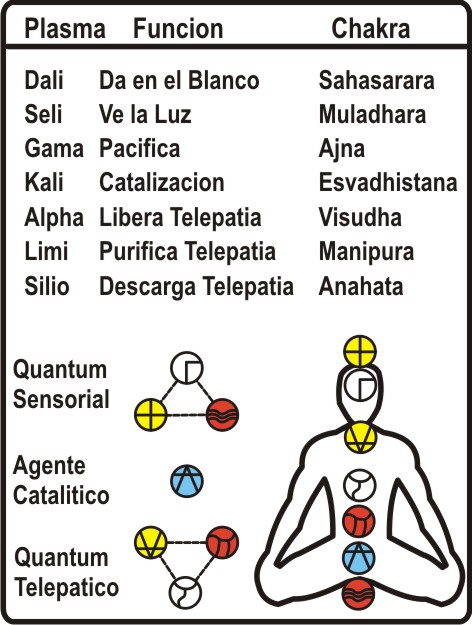 Plasma Funcion Chakra
Dali Da en el Blanco Sahasarara
Seli Ve la Luz Muladhara
Gama Pacifica Ajna
Kali Catalizacion Esvadhistana
Alpha Libera Telepatia Visudha
Limi Purifica Telepatia Manipura
Silio Descarga Telepatia Anahata
Quantum
Sensorial
Agente
Catalitico
Quantum
Telepatico